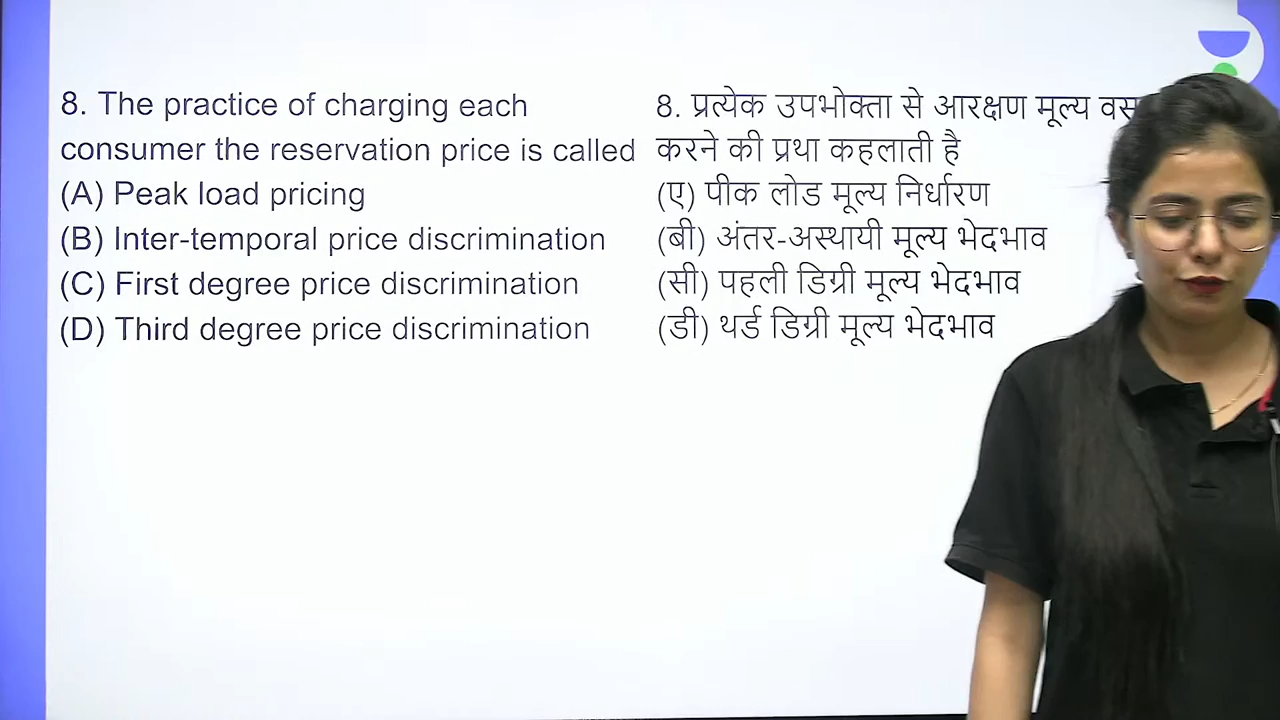 8. The practice of charging each
consumer the reservation price is called
(A) Peak load pricing
(B) Inter-temporal price discrimination
(C) First degree price discrimination
(D) Third degree price discrimination
8. प्रत्येक उपभोक्ता से आरक्षण मूल्य
करने की प्रथा कहलाती है
(ए) पीक लोड मूल्य निर्धारण
(बी) अंतर-अस्थायी मूल्य भेदभाव
(सी) पहली डिग्री मूल्य भेदभाव
(डी) थर्ड डिग्री मूल्य भेदभाव